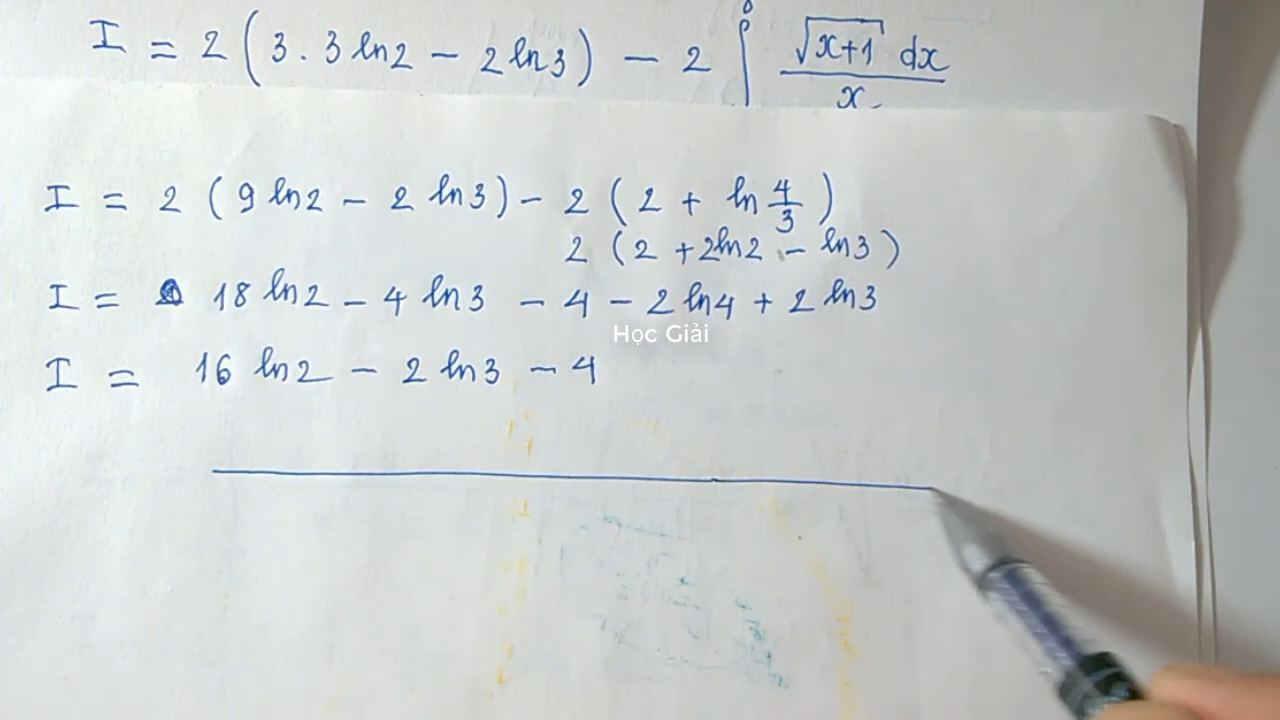 I = 2 ( 3 . 3 ln2 - 2 ln3 ) - 2 ∫ √(x+1) dx / x
I = 2 ( 9 ln2 - 2 ln3 ) - 2 ( 2 + ln 4/3 )
2 ( 2 + 2ln2 - ln3 )
I = 18 ln2 - 4 ln3 - 4 - 2 ln4 + 2 ln3
Học Giải
I = 16 ln2 - 2 ln3 - 4